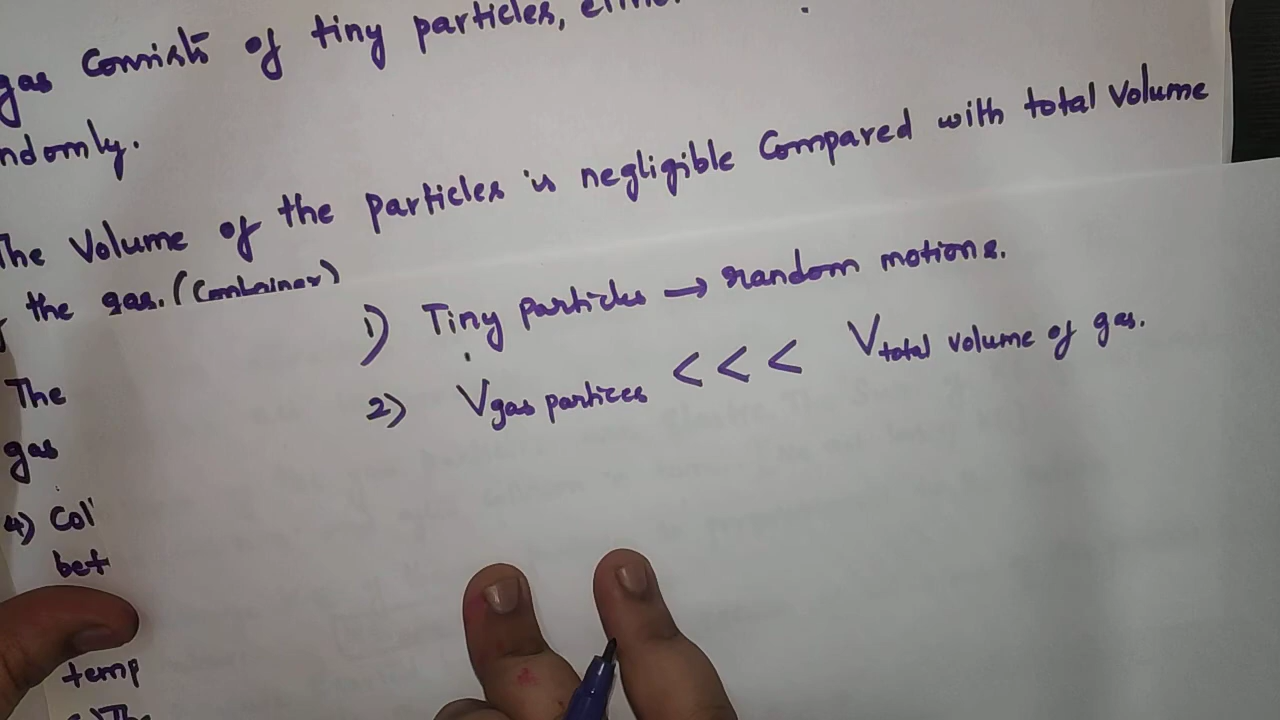 gas consists of tiny particles,
ndomly.
The Volume of the particles is negligible Compared with total Volume
the gas. (Container)
1) Tiny particles → random motions.
2) Vgas partices < < < Vtotal volume of gas.
The
gas
4) Col
bet
temp